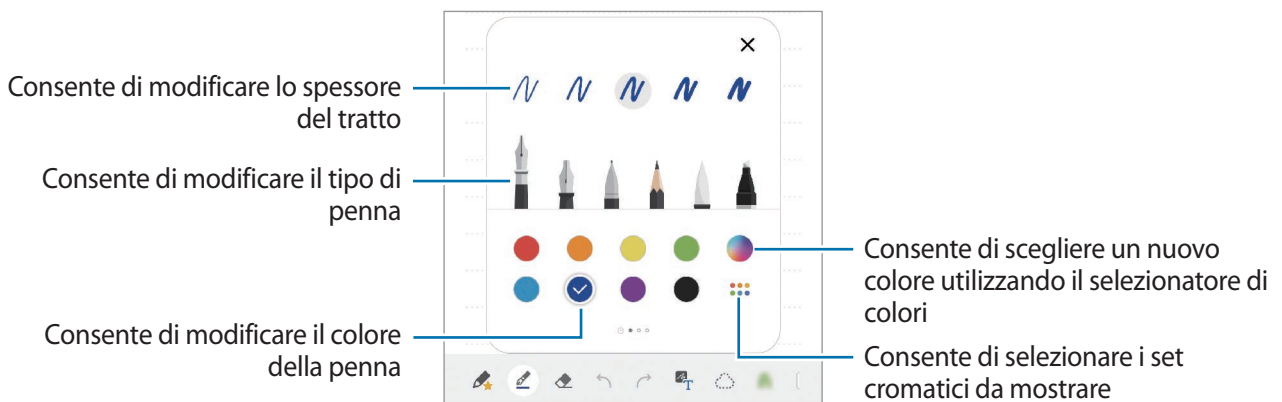 Consente di modificare lo spessore
del tratto
Consente di modificare il tipo di
penna
Consente di modificare il colore
della penna
Consente di scegliere un nuovo
colore utilizzando il selezionatore di
colori
Consente di selezionare i set
cromatici da mostrare
T